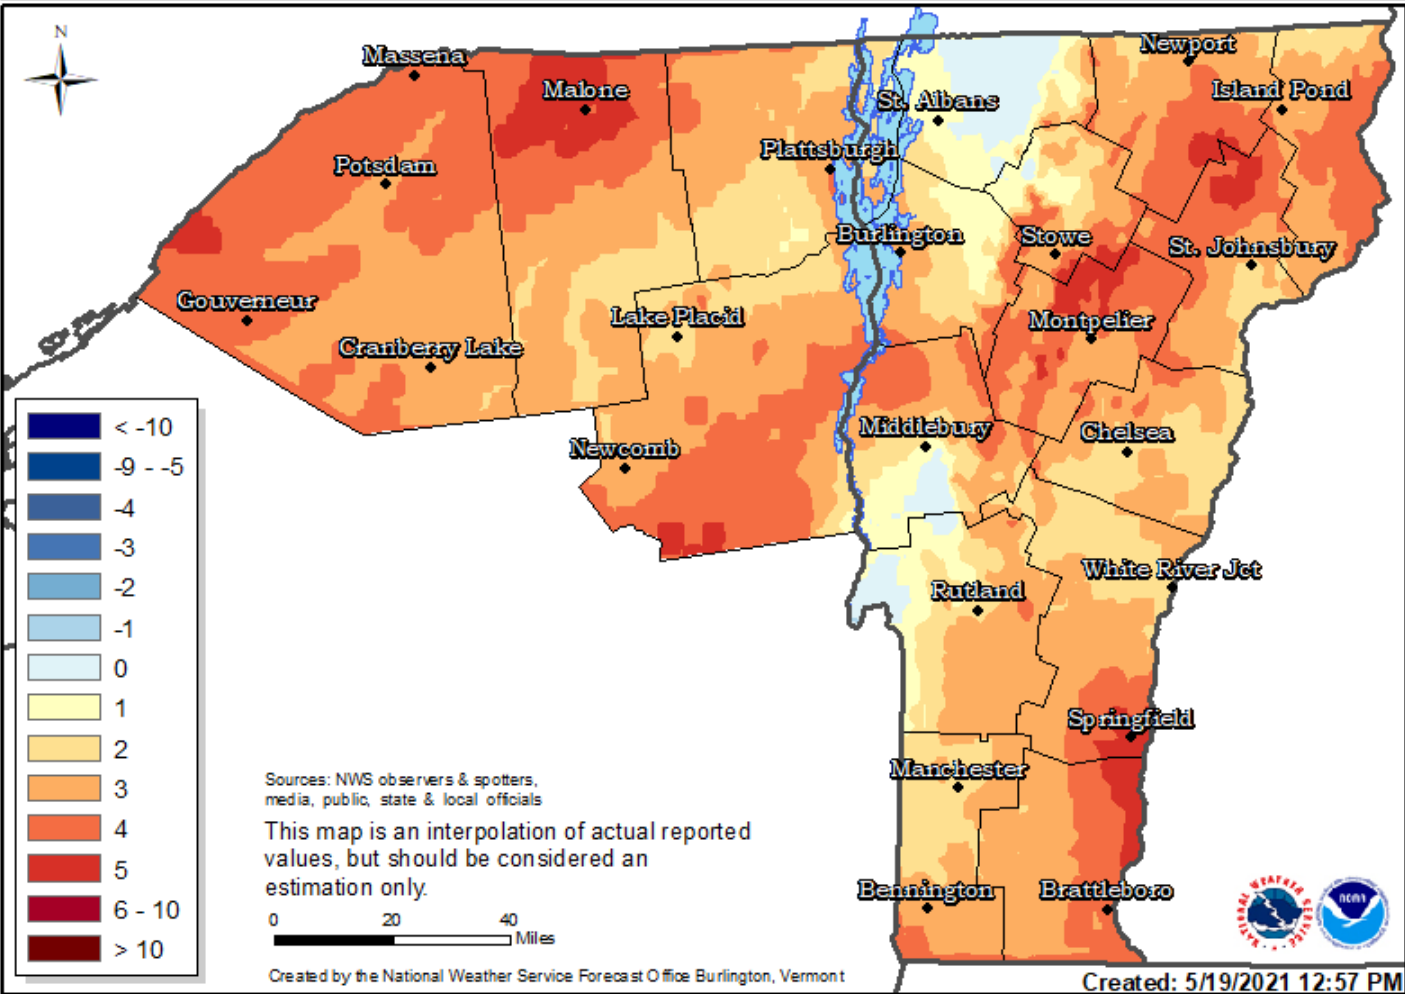 N
Massena
Malone
Newport
Island Pond
St. Albans
Plattsburgh
Potsdam
Burlington
Stowe
St. Johnsbury
Gouverneur
Lake Placid
Montpelier
Cranberry Lake
Middlebury
Chelsea
Newcomb
White River Jct
Rutland
Springfield
Manchester
Bennington
Brattleboro
< -10
-9 - -5
-4
-3
-2
-1
0
1
2
3
4
5
6 - 10
> 10
Sources: NWS observers & spotters,
media, public, state & local officials
This map is an interpolation of actual reported
values, but should be considered an
estimation only.
0 20 40
Miles
Created by the National Weather Service Forecast Office Burlington, Vermont
NATIONAL WEATHER SERVICE
noaa
Created: 5/19/2021 12:57 PM